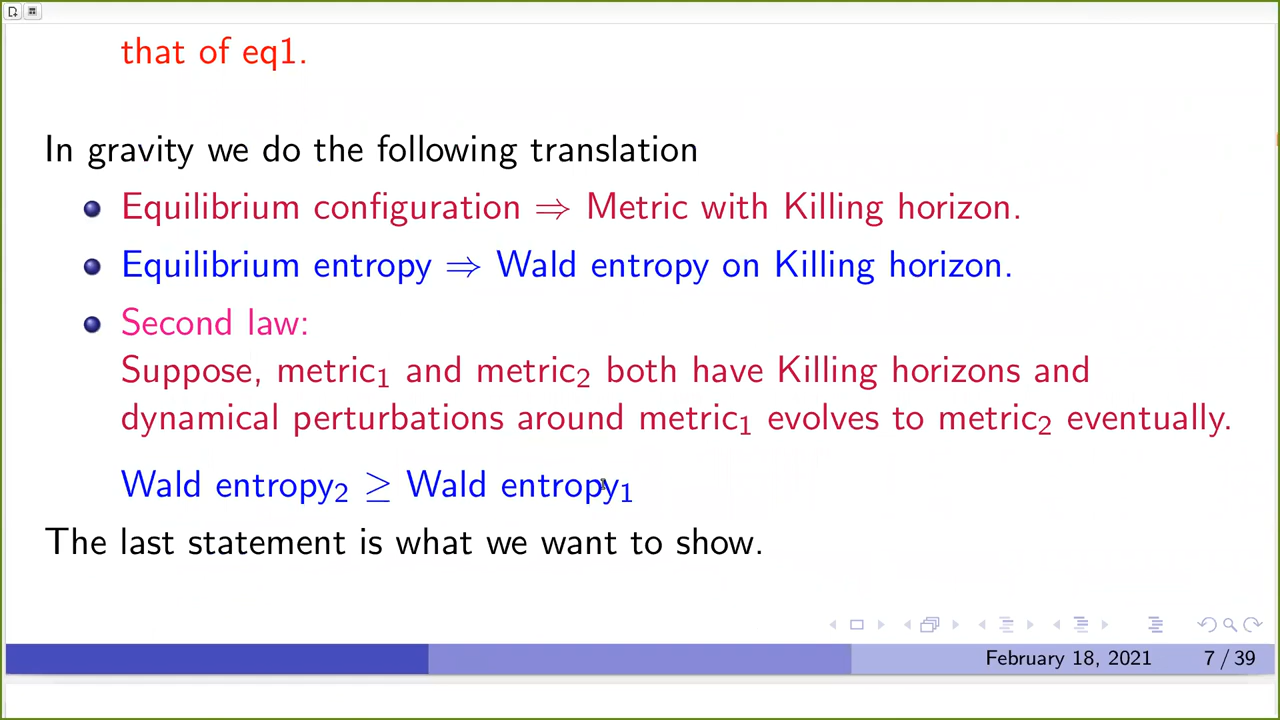 that of eq1.
In gravity we do the following translation
Equilibrium configuration ⇒ Metric with Killing horizon.
Equilibrium entropy ⇒ Wald entropy on Killing horizon.
Second law:
Suppose, metric₁ and metric₂ both have Killing horizons and
dynamical perturbations around metric₁ evolves to metric₂ eventually.
Wald entropy₂ ≥ Wald entropy₁
The last statement is what we want to show.
February 18, 2021 7 / 39